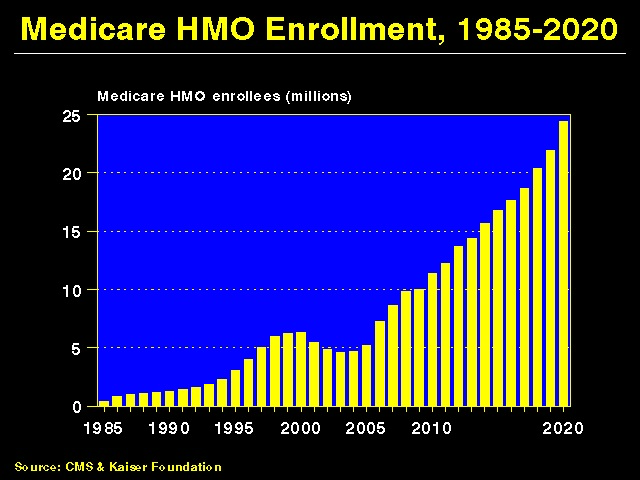 Medicare HMO Enrollment, 1985-2020
Medicare HMO enrollees (millions)
25
20
15
10
5
0
1985 1990 1995 2000 2005 2010 2020
Source: CMS & Kaiser Foundation